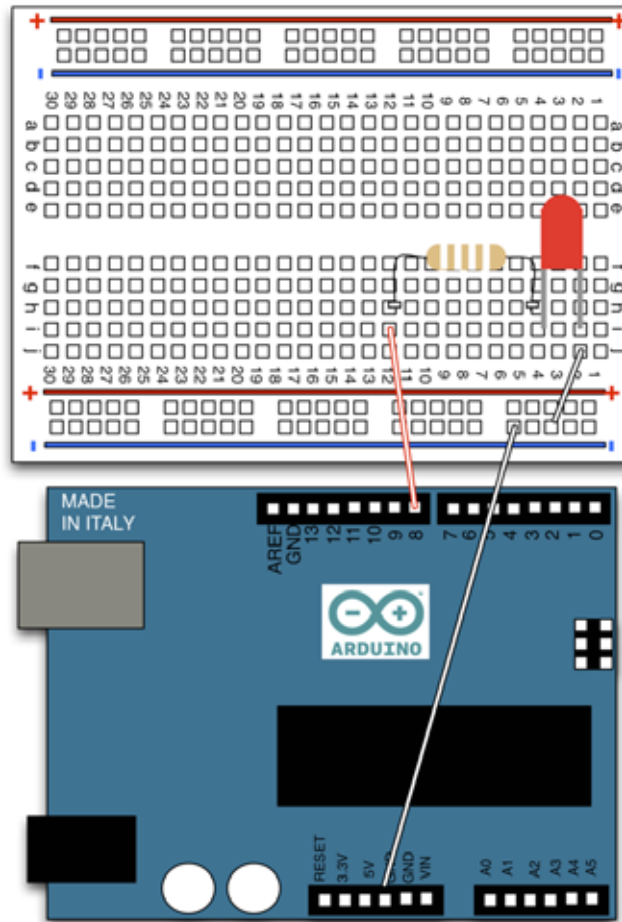 + +
- -
30 29 28 27 26 25 24 23 22 21 20 19 18 17 16 15 14 13 12 11 10 9 8 7 6 5 4 3 2 1
a a
b b
c c
d d
e e
f f
g g
h h
i i
j j
30 29 28 27 26 25 24 23 22 21 20 19 18 17 16 15 14 13 12 11 10 9 8 7 6 5 4 3 2 1
+ +
- -
MADE
IN ITALY
AREF GND 13 12 11 10 9 8 7 6 5 4 3 2 1 0
ARDUINO
RESET 3.3V 5V GND GND VIN A0 A1 A2 A3 A4 A5